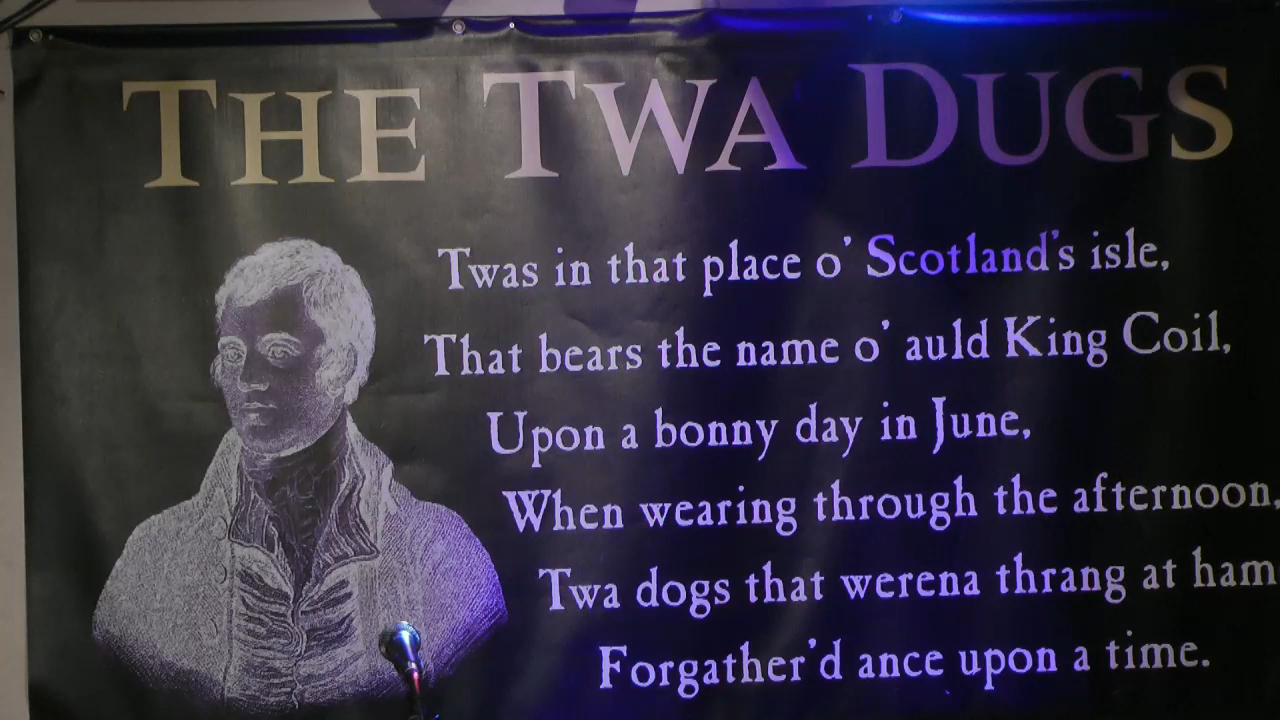 THE TWA DUGS
Twas in that place o' Scotland's isle,
That bears the name o' auld King Coil,
Upon a bonny day in June,
When wearing through the afternoon,
Twa dogs that werena thrang at ham
Forgather'd ance upon a time.